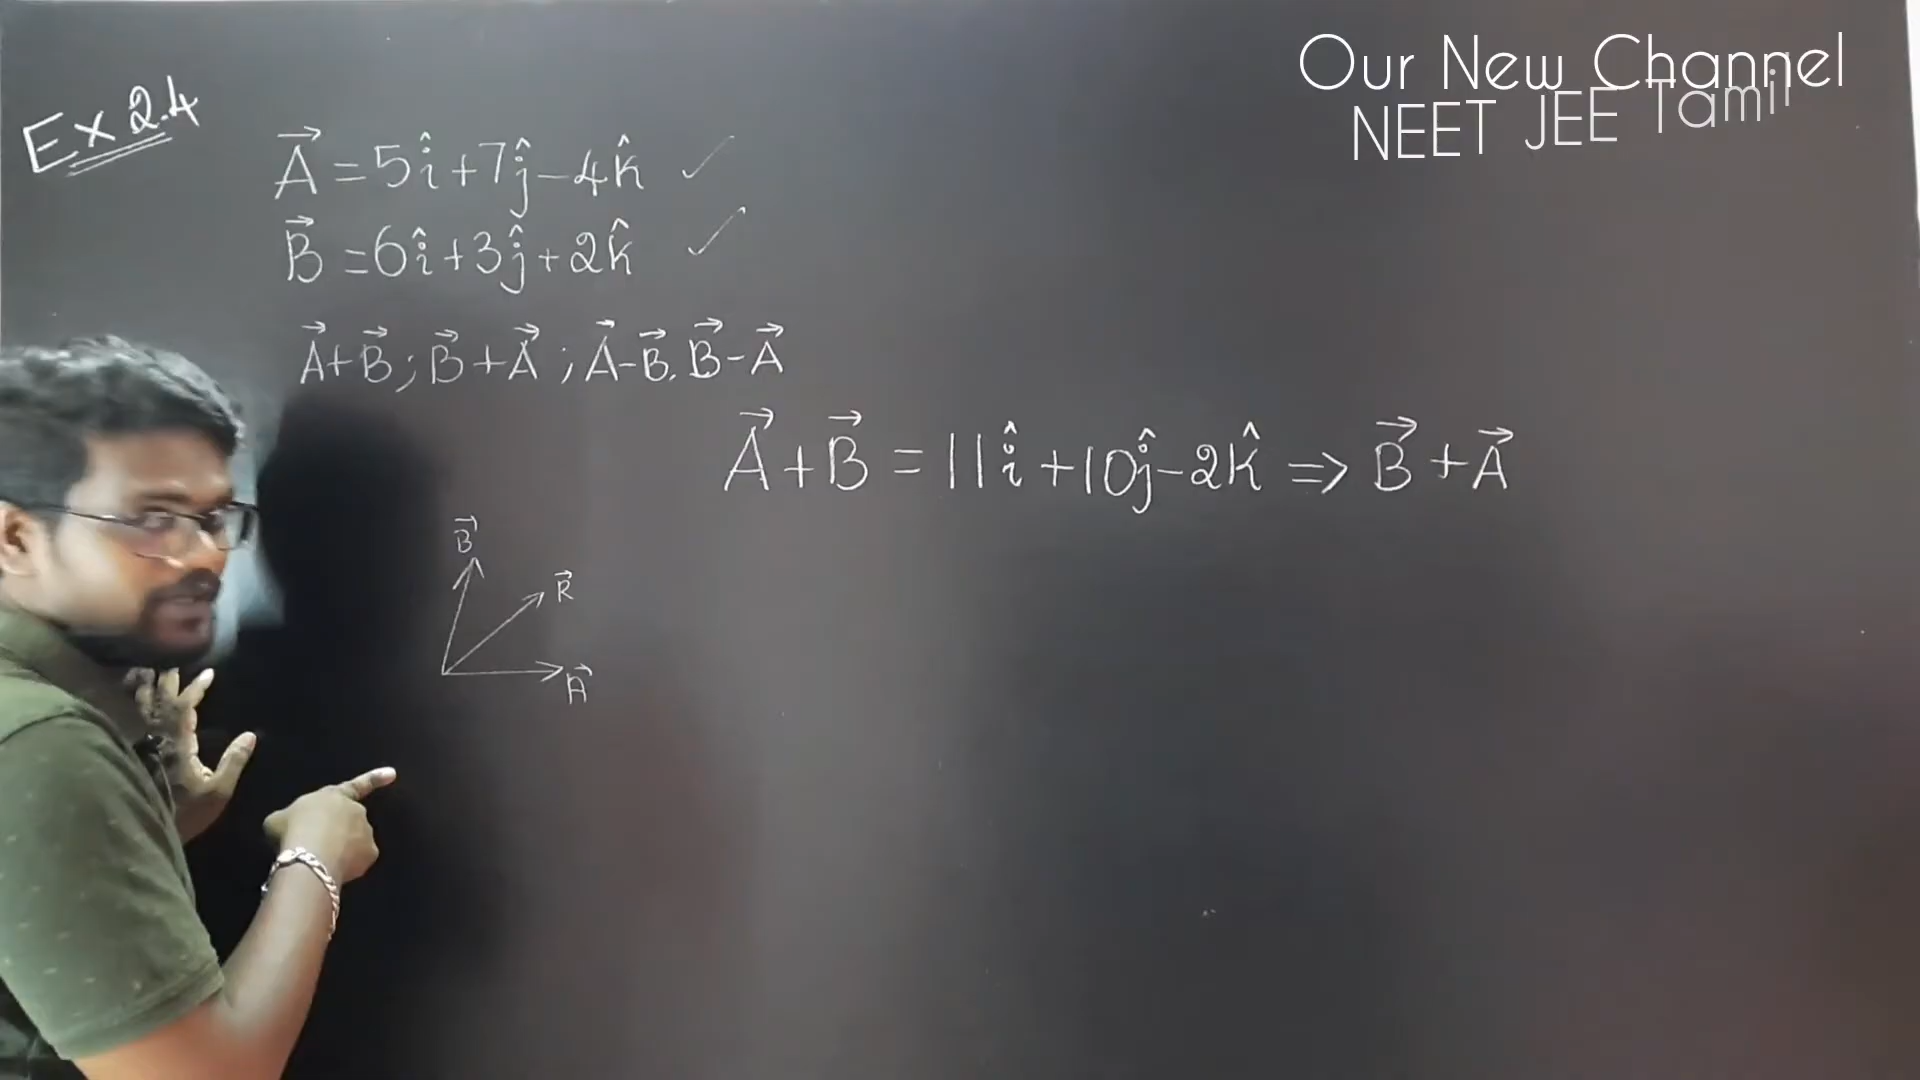 Our New Channel
NEET JEE Tamil
Ex 2.4
A⃗ = 5î + 7ĵ - 4k̂ ✓
B⃗ = 6î + 3ĵ + 2k̂ ✓
A⃗+B⃗ ; B⃗+A⃗ ; A⃗-B⃗, B⃗-A⃗
A⃗+B⃗ = 11î + 10ĵ - 2k̂ ⇒ B⃗+A⃗
B⃗
R⃗
A⃗